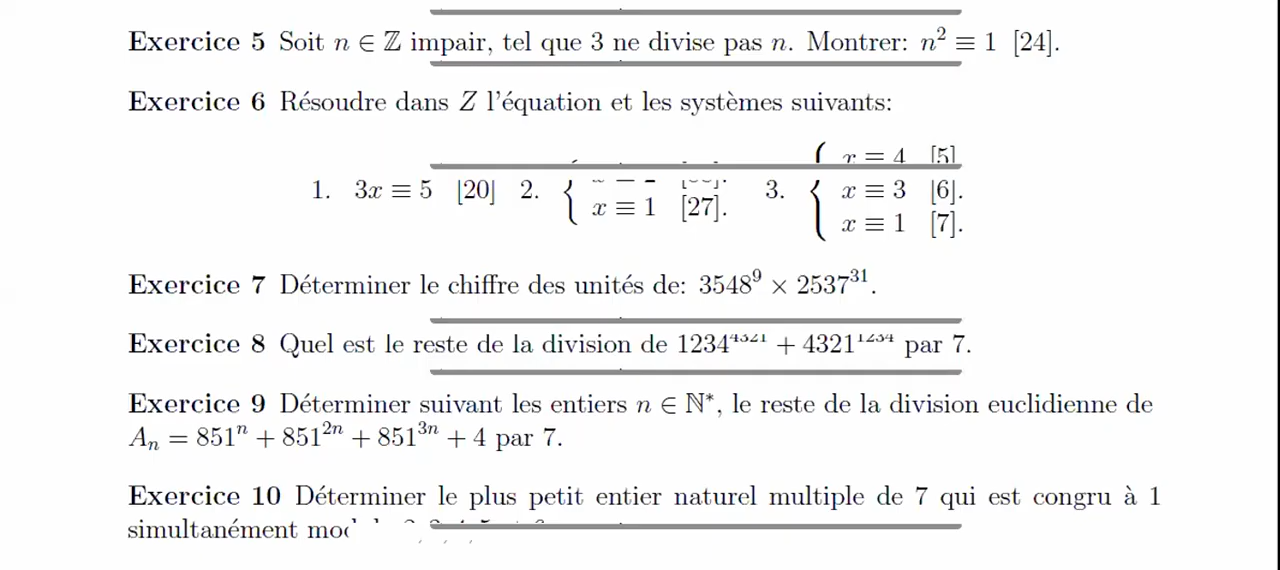 Exercice 5 Soit n ∈ ℤ impair, tel que 3 ne divise pas n. Montrer: n² ≡ 1 [24].
Exercice 6 Résoudre dans Z l'équation et les systèmes suivants:
x ≡ 4 [5]
1. 3x ≡ 5 [20] 2. 3. x ≡ 3 [6].
x ≡ 1 [27].
x ≡ 1 [7].
Exercice 7 Déterminer le chiffre des unités de: 3548⁹ × 2537³¹.
Exercice 8 Quel est le reste de la division de 1234⁴³²¹ + 4321¹²³⁴ par 7.
Exercice 9 Déterminer suivant les entiers n ∈ ℕ*, le reste de la division euclidienne de
Aₙ = 851ⁿ + 851²ⁿ + 851³ⁿ + 4 par 7.
Exercice 10 Déterminer le plus petit entier naturel multiple de 7 qui est congru à 1
simultanément